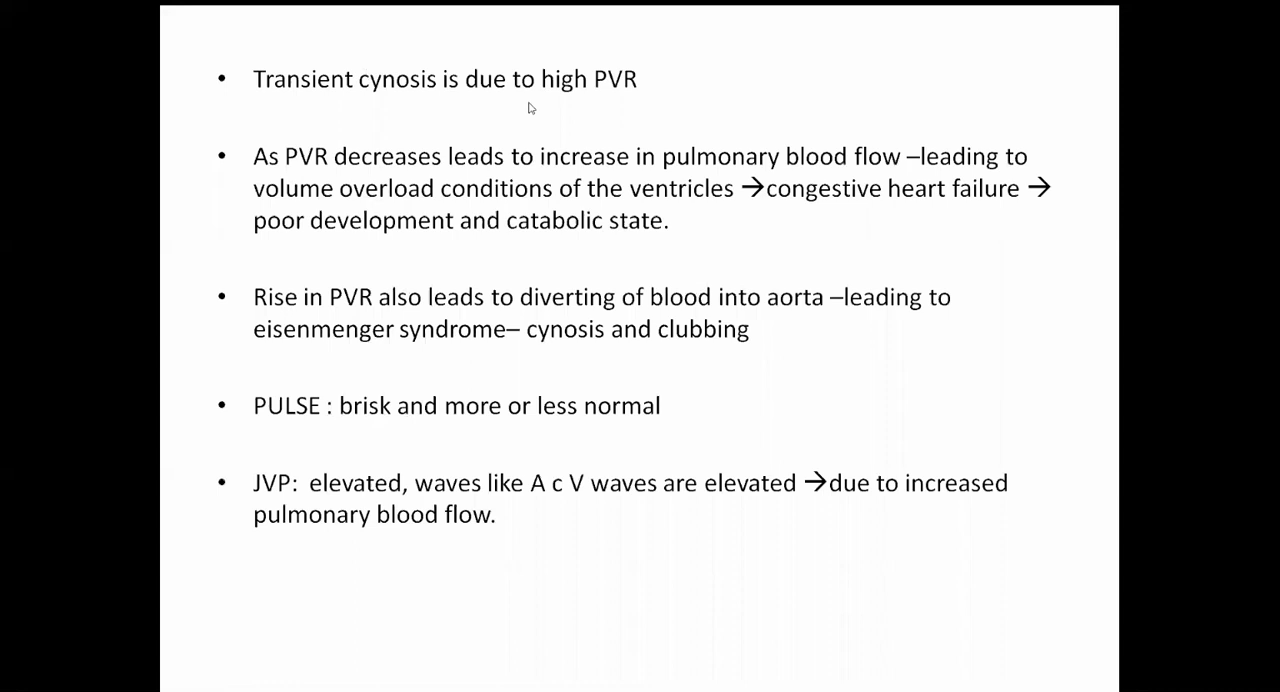 • Transient cynosis is due to high PVR
• As PVR decreases leads to increase in pulmonary blood flow –leading to
volume overload conditions of the ventricles →congestive heart failure →
poor development and catabolic state.
• Rise in PVR also leads to diverting of blood into aorta –leading to
eisenmenger syndrome– cynosis and clubbing
• PULSE : brisk and more or less normal
• JVP:  elevated, waves like A c V waves are elevated →due to increased
pulmonary blood flow.